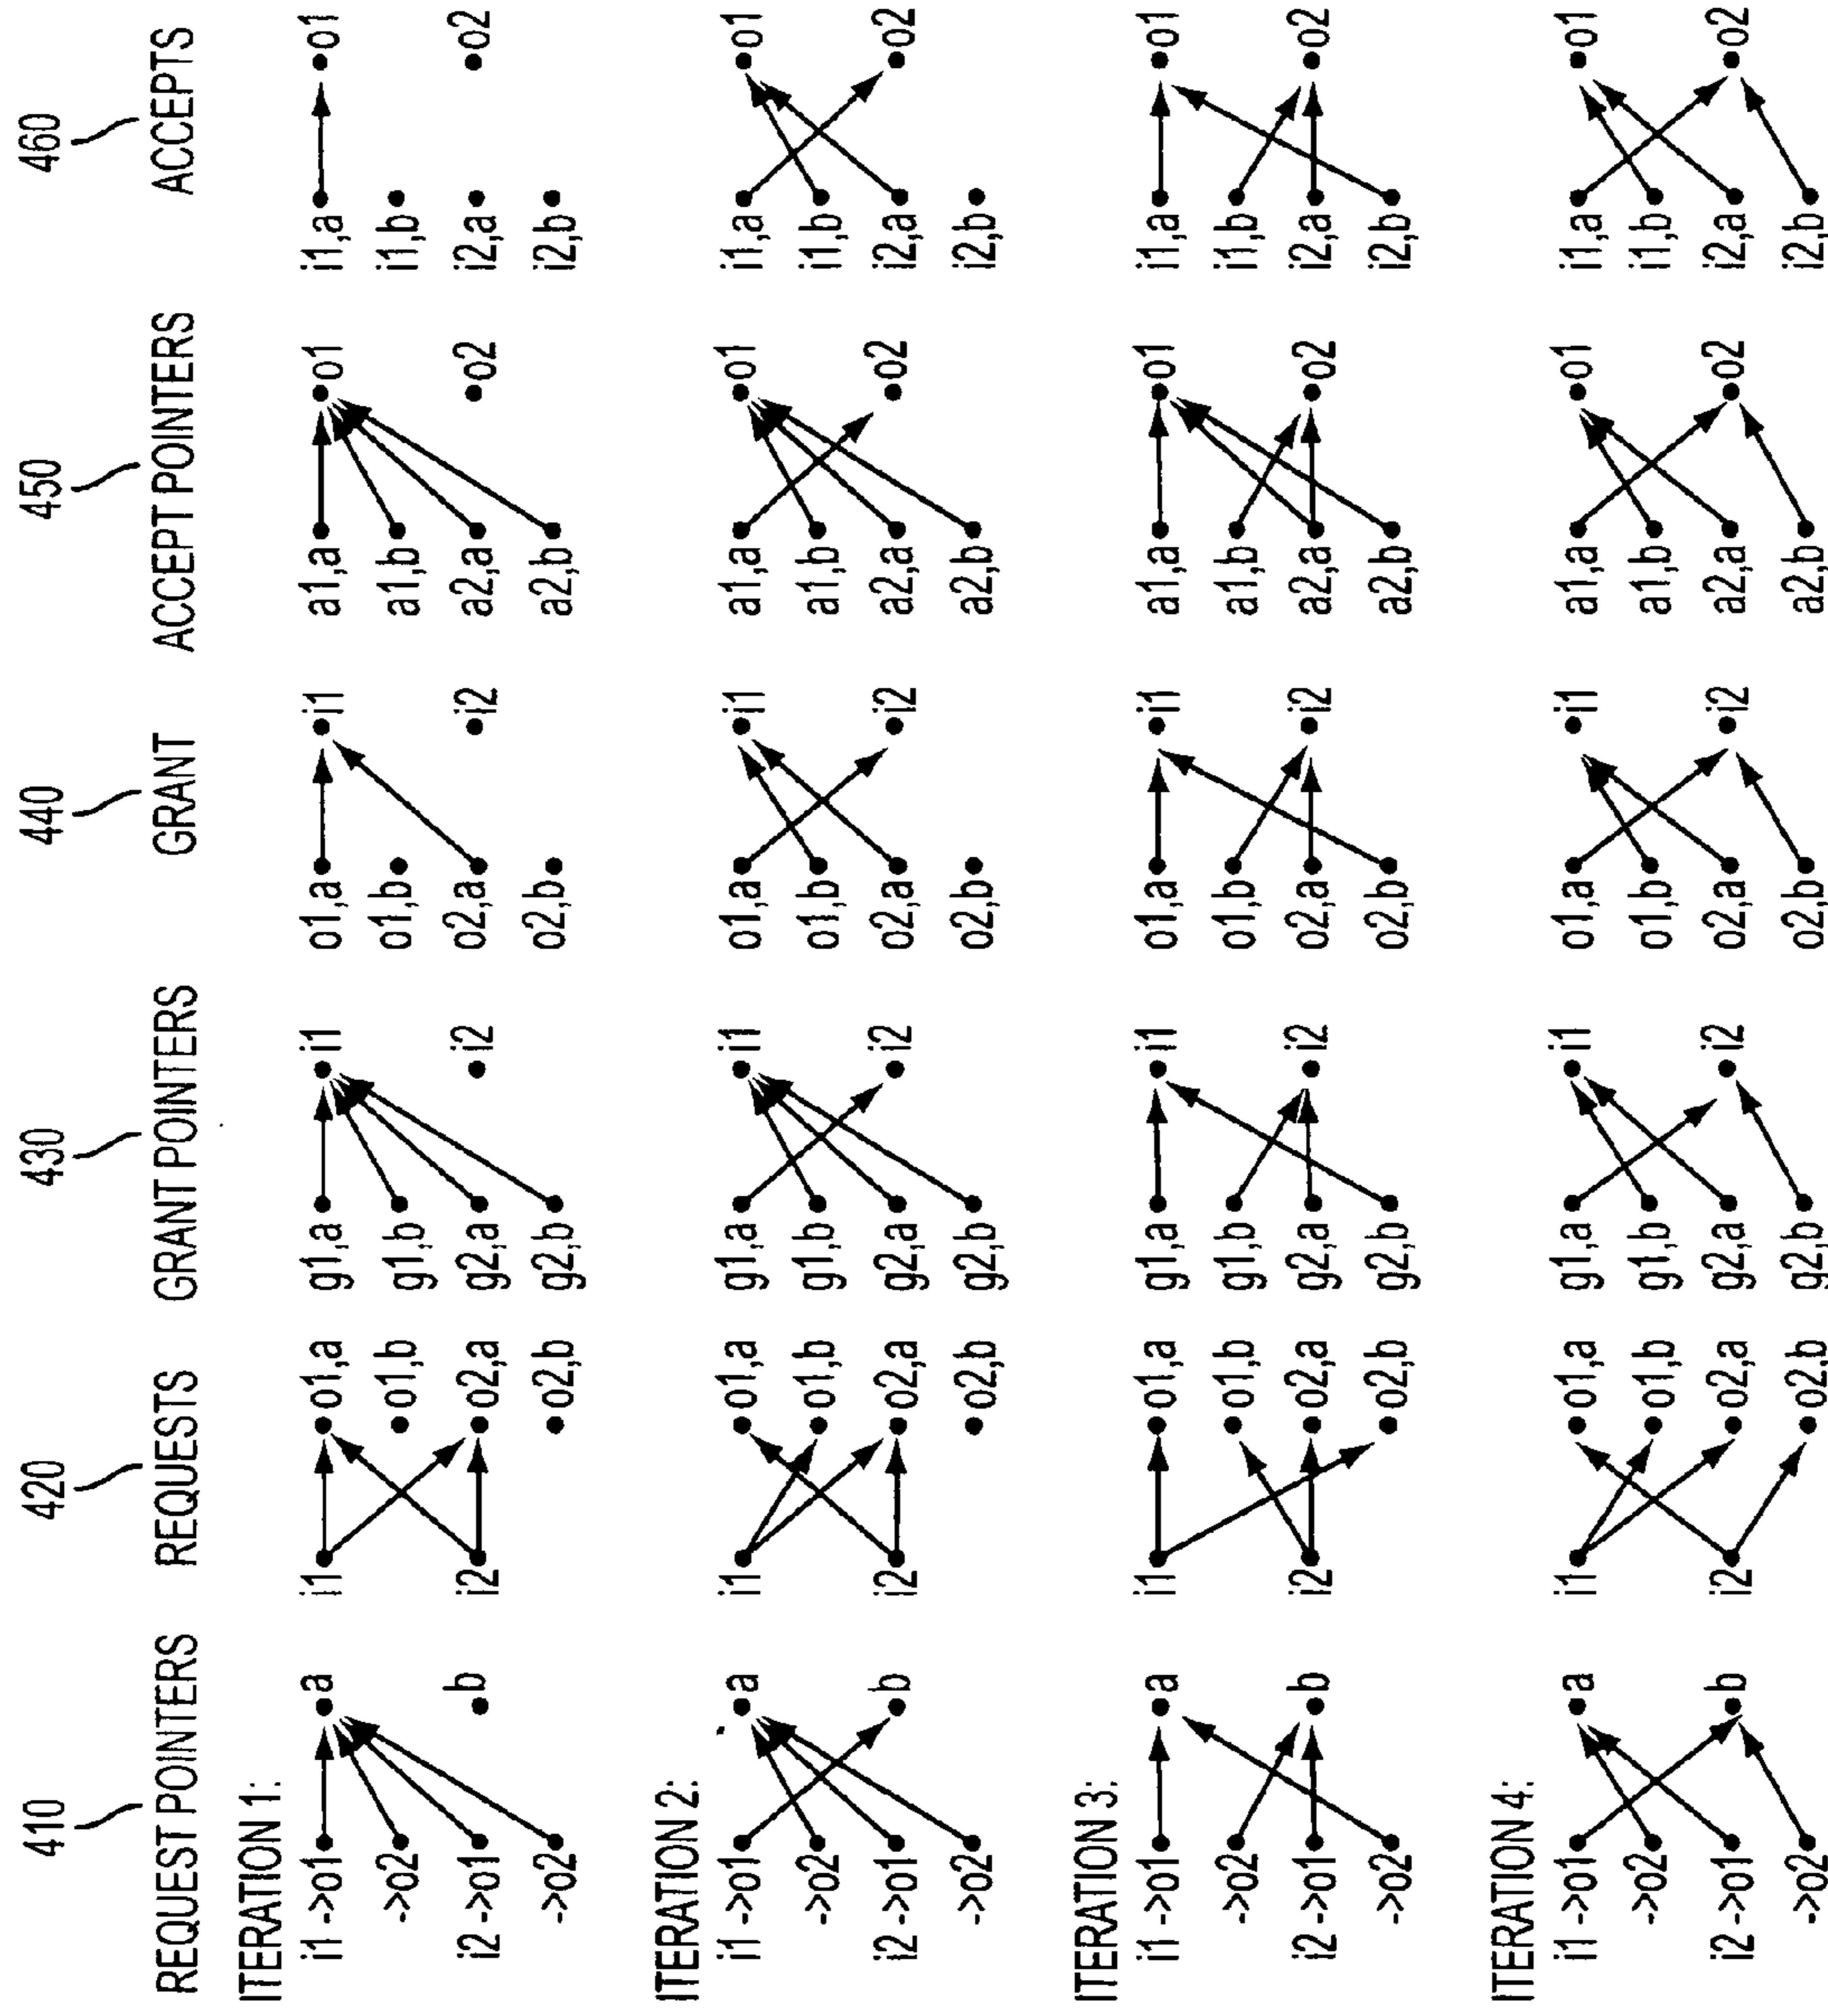 410 420 430 440 450 460
REQUEST POINTERS REQUESTS GRANT POINTERS GRANT ACCEPT POINTERS ACCEPTS
ITERATION 1:
i1 ->o1 a i1 o1,a g1,a i1 o1,a i1 a1,a o1 i1,a o1
->o2 o1,b g1,b o1,b a1,b i1,b
i2 ->o1 b i2 o2,a g2,a i2 o2,a i2 a2,a o2 i2,a o2
->o2 o2,b g2,b o2,b a2,b i2,b
ITERATION 2:
i1 ->o1 a i1 o1,a g1,a i1 o1,a i1 a1,a o1 i1,a o1
->o2 o1,b g1,b o1,b a1,b i1,b
i2 ->o1 b i2 o2,a g2,a i2 o2,a i2 a2,a o2 i2,a o2
->o2 o2,b g2,b o2,b a2,b i2,b
ITERATION 3:
i1 ->o1 a i1 o1,a g1,a i1 o1,a i1 a1,a o1 i1,a o1
->o2 o1,b g1,b o1,b a1,b i1,b
i2 ->o1 b i2 o2,a g2,a i2 o2,a i2 a2,a o2 i2,a o2
->o2 o2,b g2,b o2,b a2,b i2,b
ITERATION 4:
i1 ->o1 a i1 o1,a g1,a i1 o1,a i1 a1,a o1 i1,a o1
->o2 o1,b g1,b o1,b a1,b i1,b
i2 ->o1 b i2 o2,a g2,a i2 o2,a i2 a2,a o2 i2,a o2
->o2 o2,b g2,b o2,b a2,b i2,b